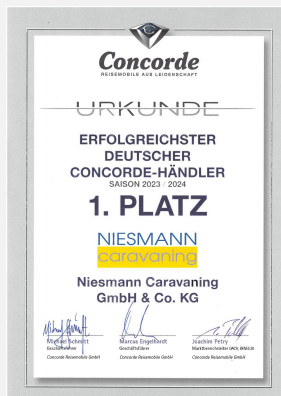 Concorde
REISEMOBILE AUS LEIDENSCHAFT
URKUNDE
ERFOLGREICHSTER
DEUTSCHER
CONCORDE-HÄNDLER
SAISON 2023 / 2024
1. PLATZ
NIESMANN
caravaning
Niesmann Caravaning
GmbH & Co. KG
Michael Schmitt Marcus Engelhardt Joachim Petry
Geschäftsführer Geschäftsführer
Concorde Reisemobile GmbH Concorde Reisemobile GmbH Concorde Reisemobile GmbH